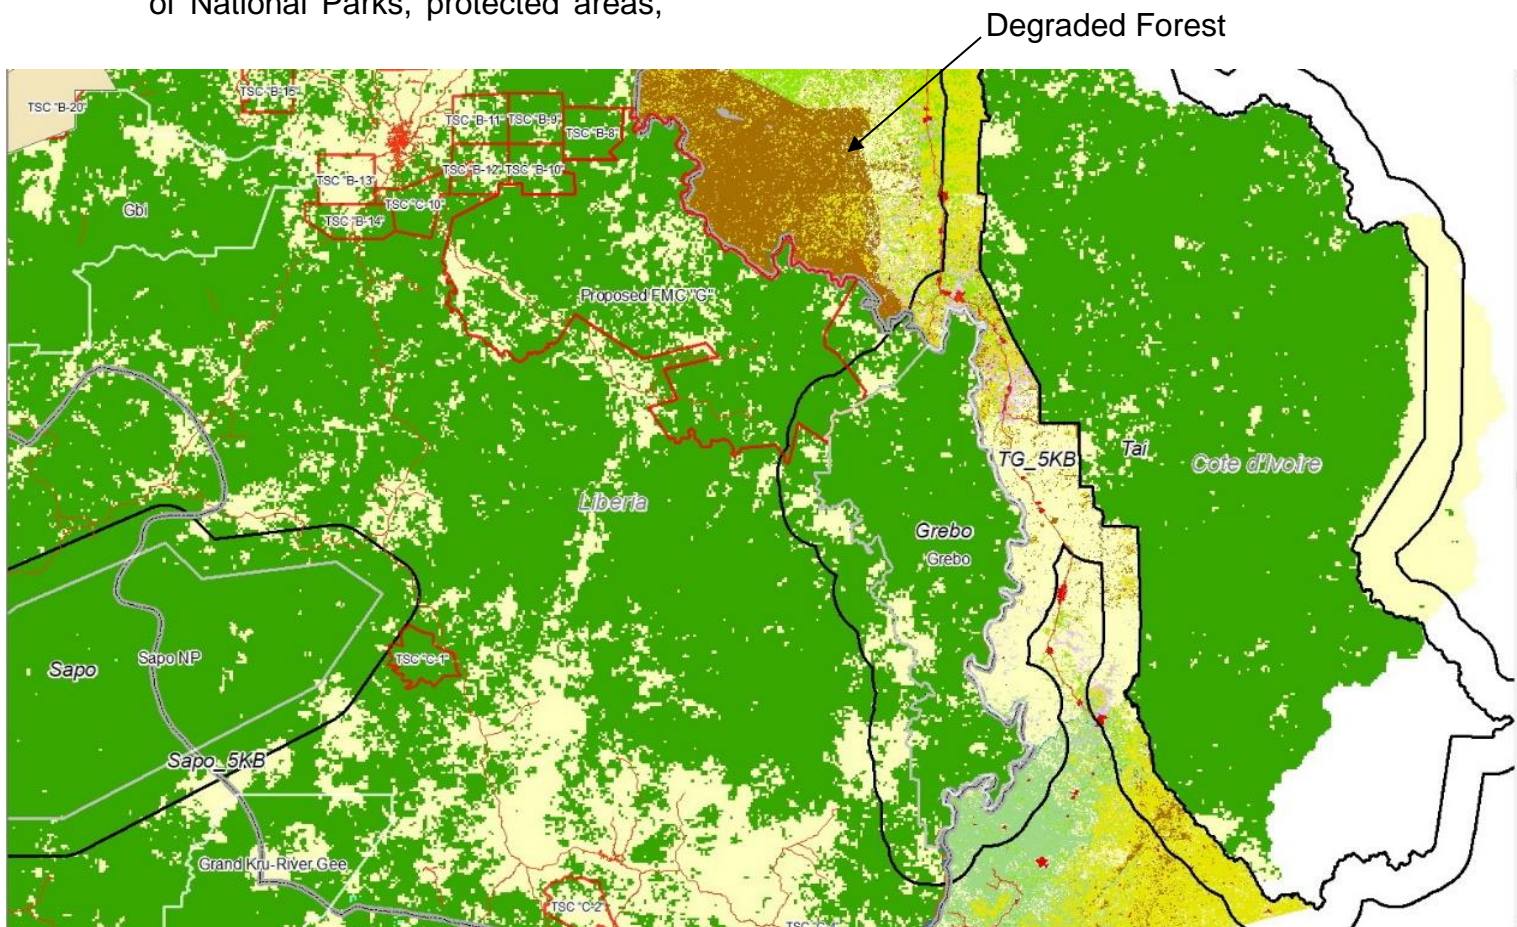 of National Parks, protected areas,
Degraded Forest
TSC "B-20"
TSC "B-15"
TSC "B-11"
TSC "B-9"
TSC "B-8"
TSC "B-13"
TSC "B-12"
TSC "B-10"
TSC "C-10"
TSC "B-14"
Gbi
Proposed FMC "G"
Liberia
TG_5KB
Tai
Cote d'Ivoire
Grebo
Grebo
Sapo
Sapo NP
TSC "C-1"
Sapo_5KB
Grand Kru-River Gee
TSC "C-2"